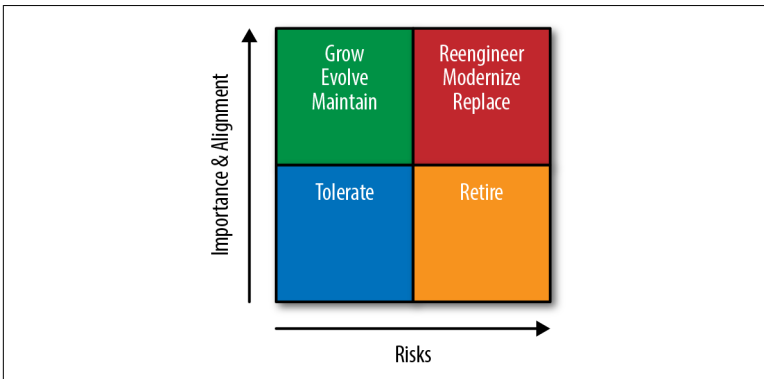 Importance & Alignment
Grow
Evolve
Maintain
Reengineer
Modernize
Replace
Tolerate
Retire
Risks